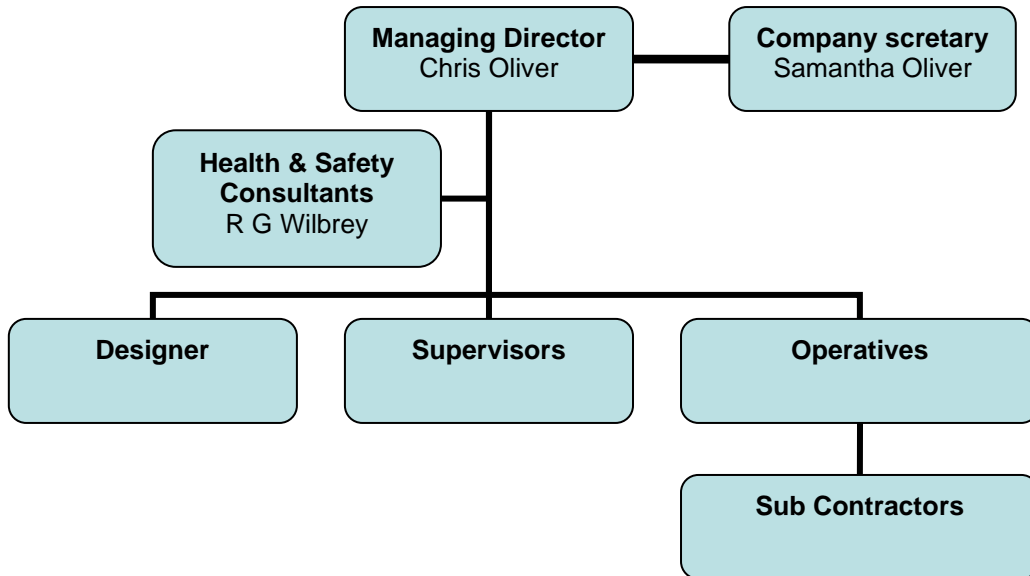 Managing Director
Chris Oliver
Company scretary
Samantha Oliver
Health & Safety
Consultants
R G Wilbrey
Designer
Supervisors
Operatives
Sub Contractors